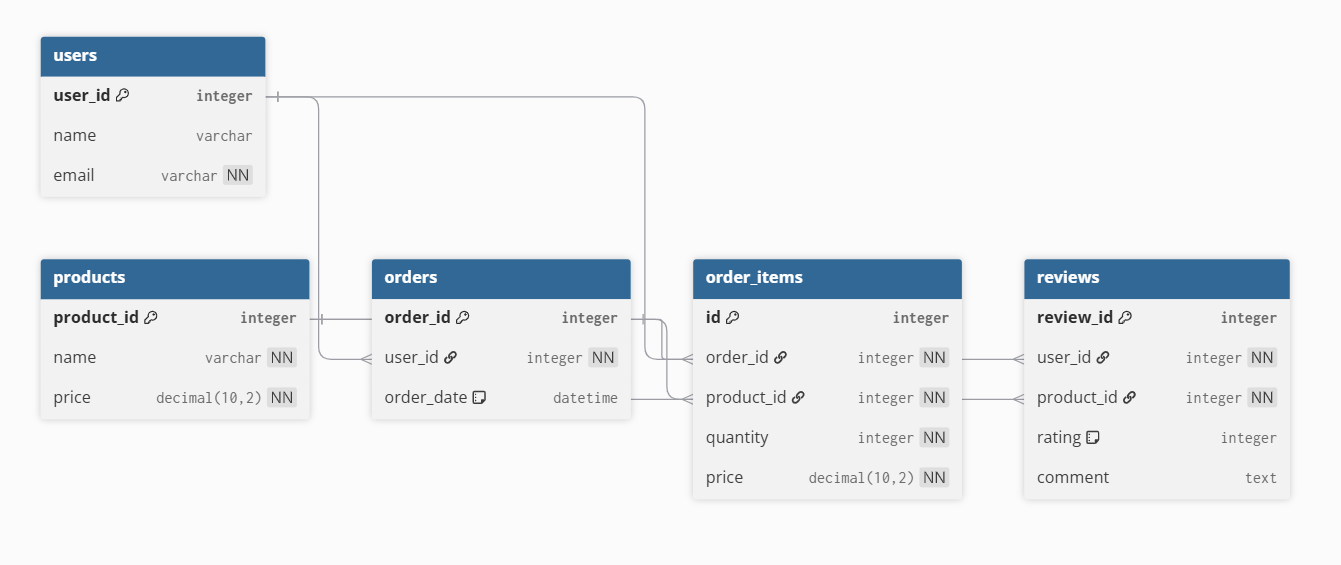 users
user_id integer
name varchar
email varchar NN
products
product_id integer
name varchar NN
price decimal(10,2) NN
orders
order_id integer
user_id integer NN
order_date datetime
order_items
id integer
order_id integer NN
product_id integer NN
quantity integer NN
price decimal(10,2) NN
reviews
review_id integer
user_id integer NN
product_id integer NN
rating integer
comment text